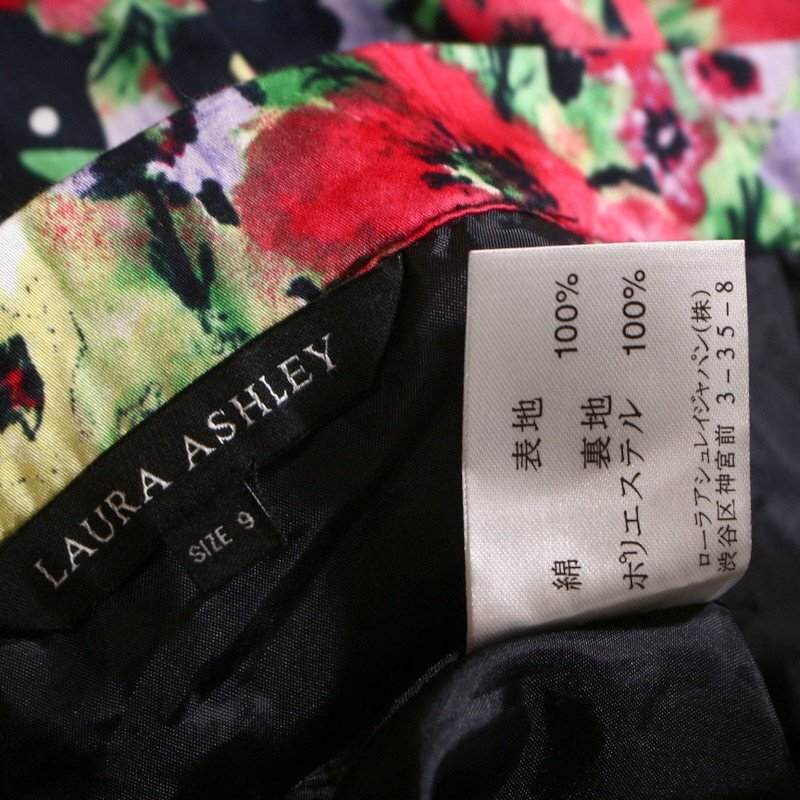 LAURA ASHLEY
SIZE 9
表地
綿 100%
裏地
ポリエステル 100%
ローラアシュレイジャパン(株)
渋谷区神宮前 3-35-8